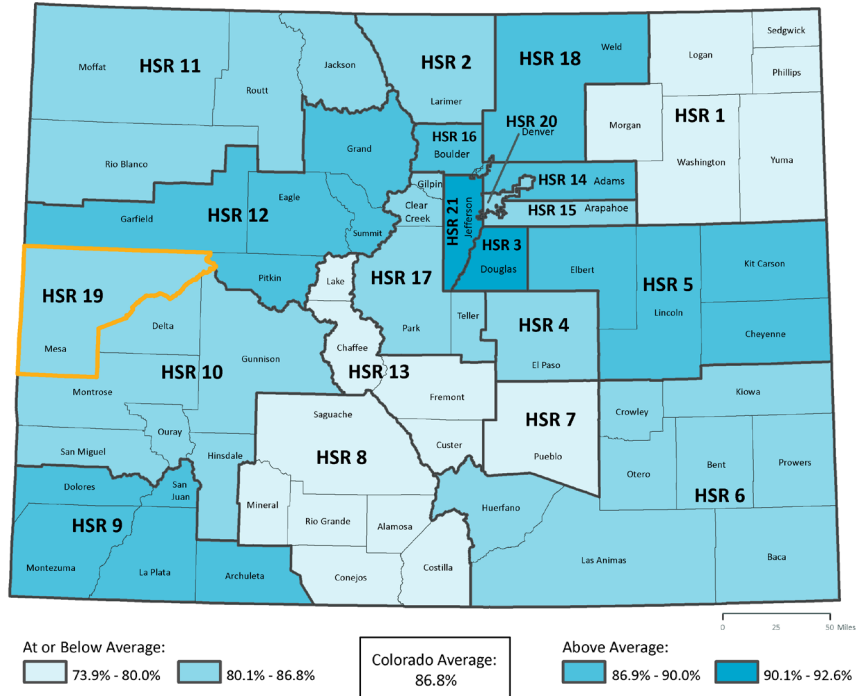 Sedgwick
Moffat
HSR 11
Jackson
HSR 2
HSR 18
Weld
Logan
Phillips
Routt
Larimer
HSR 1
HSR 20
Denver
Morgan
HSR 16
Boulder
Grand
Rio Blanco
Washington
Yuma
Gilpin
HSR 14
Adams
Eagle
Clear
Creek
HSR 21
Jefferson
HSR 15
Arapahoe
Garfield
HSR 12
Summit
HSR 3
Douglas
Elbert
Kit Carson
Pitkin
Lake
HSR 17
HSR 5
HSR 19
Lincoln
Mesa
Delta
Park
Teller
HSR 4
Cheyenne
Gunnison
Chaffee
El Paso
HSR 10
HSR 13
Montrose
Fremont
Kiowa
Saguache
HSR 7
Crowley
Ouray
San Miguel
Hinsdale
HSR 8
Custer
Pueblo
Otero
Bent
Prowers
Dolores
San
Juan
HSR 6
Mineral
Huerfano
HSR 9
Rio Grande
Alamosa
Las Animas
Baca
Montezuma
La Plata
Archuleta
Conejos
Costilla
0 25 50 Miles
At or Below Average:
73.9% - 80.0%
80.1% - 86.8%
Colorado Average:
86.8%
Above Average:
86.9% - 90.0%
90.1% - 92.6%